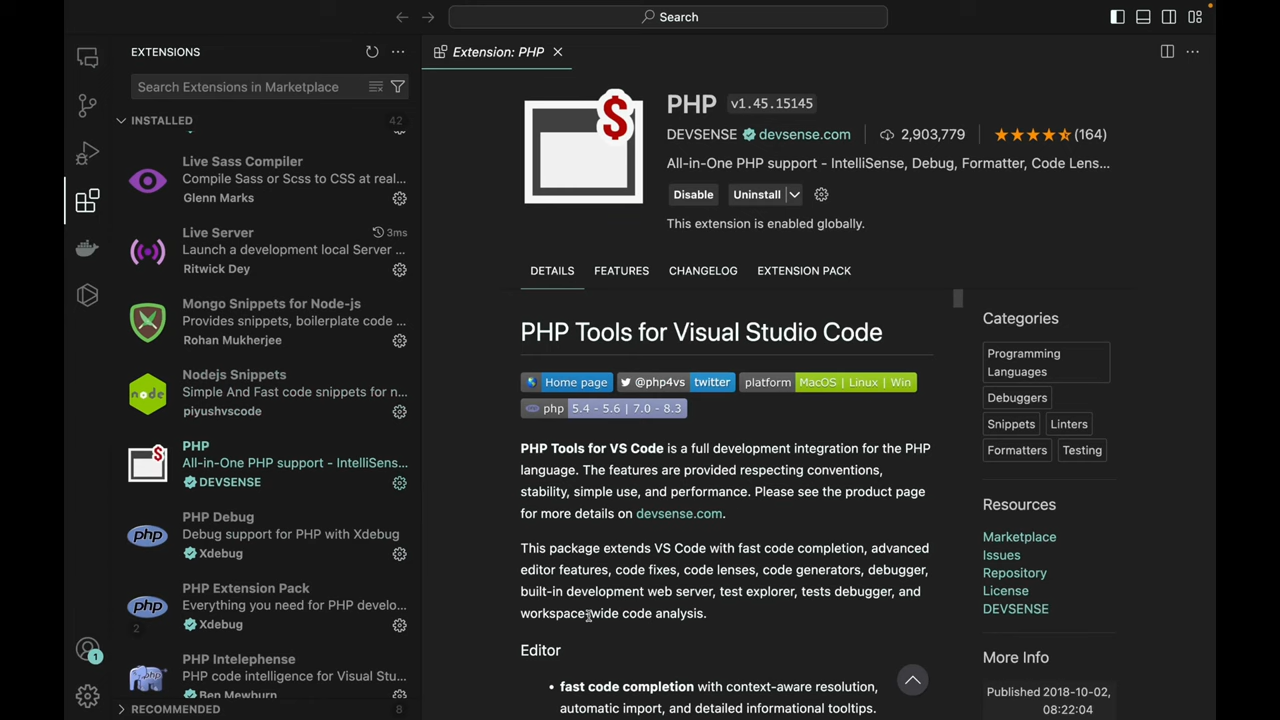 Search
EXTENSIONS
Search Extensions in Marketplace
INSTALLED 42
Live Sass Compiler
Compile Sass or Scss to CSS at real...
Glenn Marks
Live Server 3ms
Launch a development local Server ...
Ritwick Dey
Mongo Snippets for Node-js
Provides snippets, boilerplate code ...
Rohan Mukherjee
Nodejs Snippets
Simple And Fast code snippets for n...
piyushvscode
PHP
All-in-One PHP support - IntelliSens...
DEVSENSE
PHP Debug
Debug support for PHP with Xdebug
Xdebug
PHP Extension Pack
Everything you need for PHP develo...
Xdebug
2
PHP Intelephense
PHP code intelligence for Visual Stu...
Ben Mewburn
RECOMMENDED 8
1
Extension: PHP
$
PHP v1.45.15145
DEVSENSE devsense.com 2,903,779 (164)
All-in-One PHP support - IntelliSense, Debug, Formatter, Code Lens...
Disable Uninstall
This extension is enabled globally.
DETAILS FEATURES CHANGELOG EXTENSION PACK
PHP Tools for Visual Studio Code
Home page @php4vs twitter platform MacOS | Linux | Win
php 5.4 - 5.6 | 7.0 - 8.3
PHP Tools for VS Code is a full development integration for the PHP
language. The features are provided respecting conventions,
stability, simple use, and performance. Please see the product page
for more details on devsense.com.
This package extends VS Code with fast code completion, advanced
editor features, code fixes, code lenses, code generators, debugger,
built-in development web server, test explorer, tests debugger, and
workspace-wide code analysis.
Editor
• fast code completion with context-aware resolution,
automatic import, and detailed informational tooltips.
Categories
Programming
Languages
Debuggers
Snippets Linters
Formatters Testing
Resources
Marketplace
Issues
Repository
License
DEVSENSE
More Info
Published 2018-10-02,
08:22:04